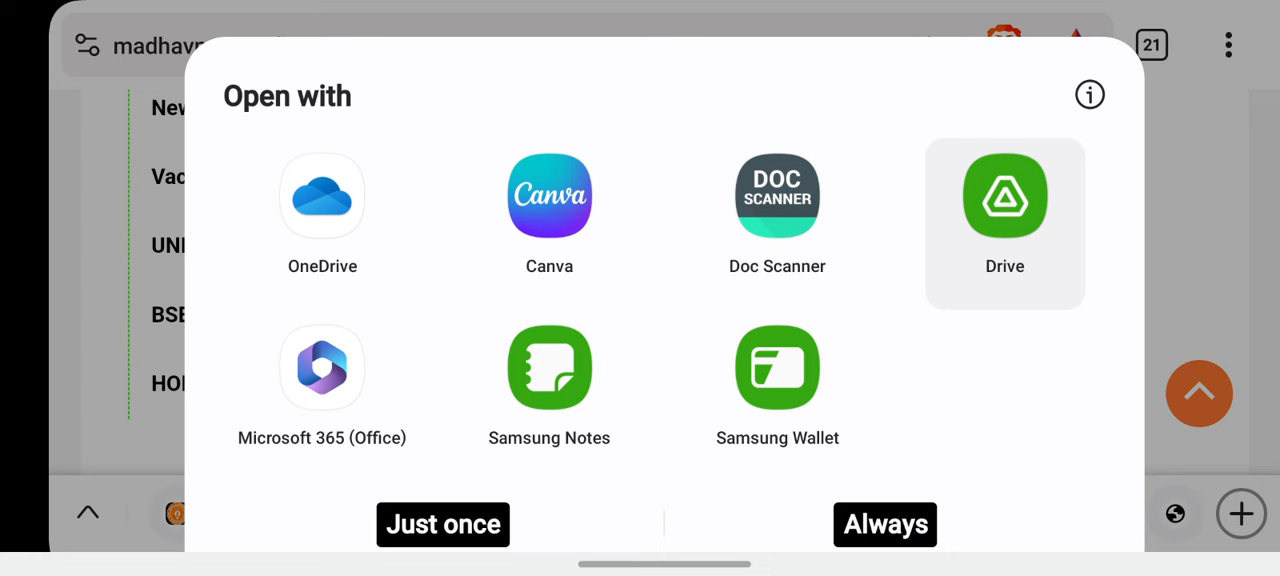 21
Open with
New
Vac
UNI
BSE
HOI
Canva
DOC
SCANNER
OneDrive
Canva
Doc Scanner
Drive
Microsoft 365 (Office)
Samsung Notes
Samsung Wallet
Just once
Always